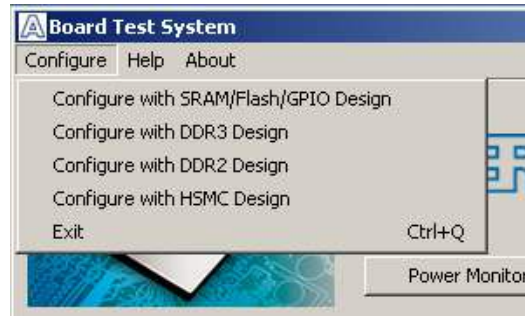 Board Test System
Configure Help About
Configure with SRAM/Flash/GPIO Design
Configure with DDR3 Design
Configure with DDR2 Design
Configure with HSMC Design
Exit Ctrl+Q
Power Monitor